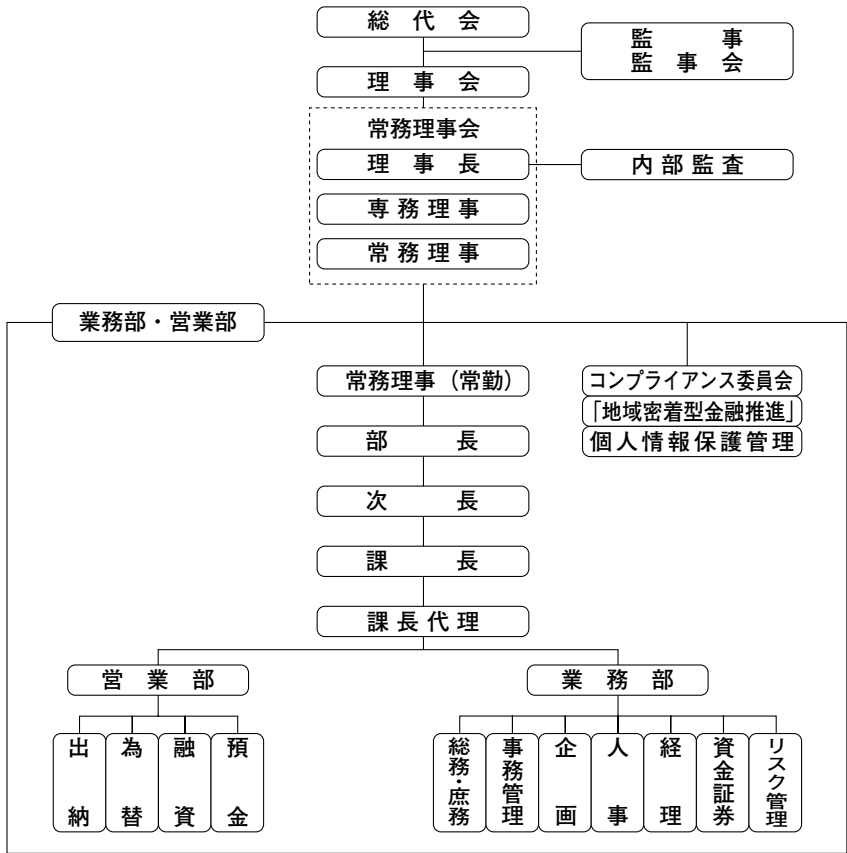 総代会
監事
監事会
理事会
常務理事会
理事長
内部監査
専務理事
常務理事
業務部・営業部
常務理事（常勤）
コンプライアンス委員会
「地域密着型金融推進」
個人情報保護管理
部長
次長
課長
課長代理
営業部
業務部
出納
為替
融資
預金
総務・庶務
事務管理
企画
人事
経理
資金証券
リスク管理